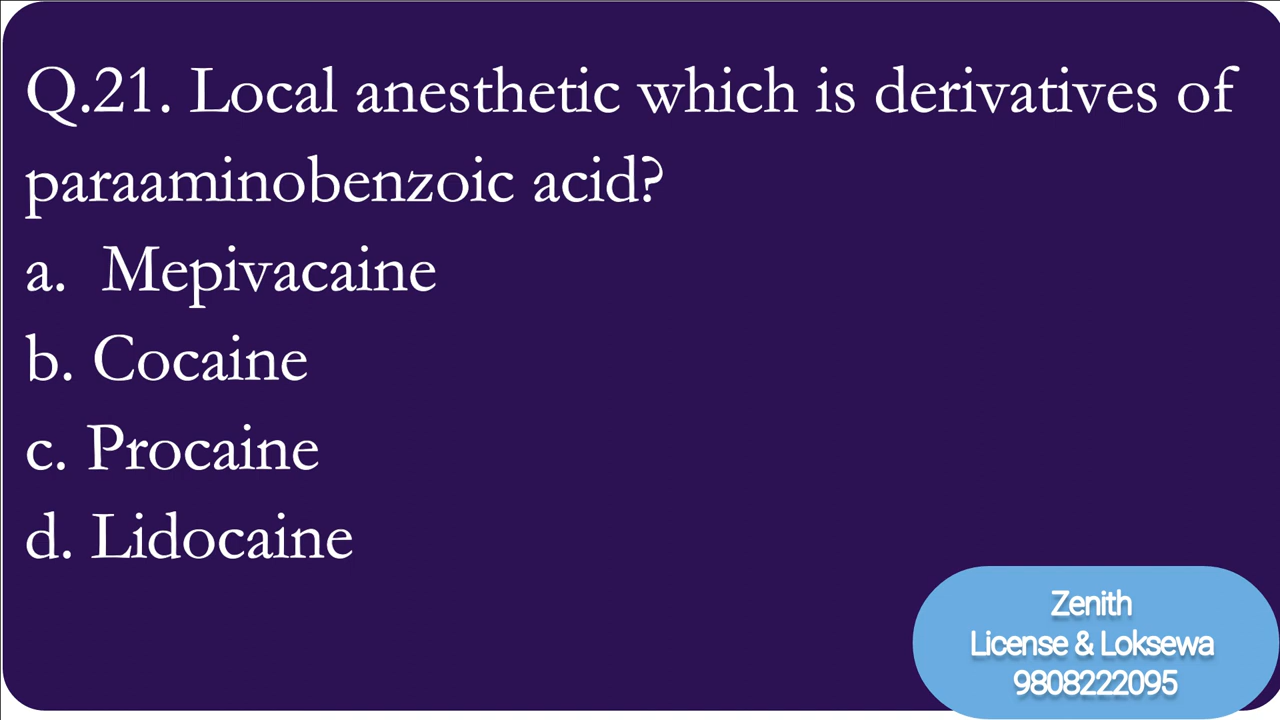 Q.21. Local anesthetic which is derivatives of
paraaminobenzoic acid?
a. Mepivacaine
b. Cocaine
c. Procaine
d. Lidocaine
Zenith
License & Loksewa
9808222095